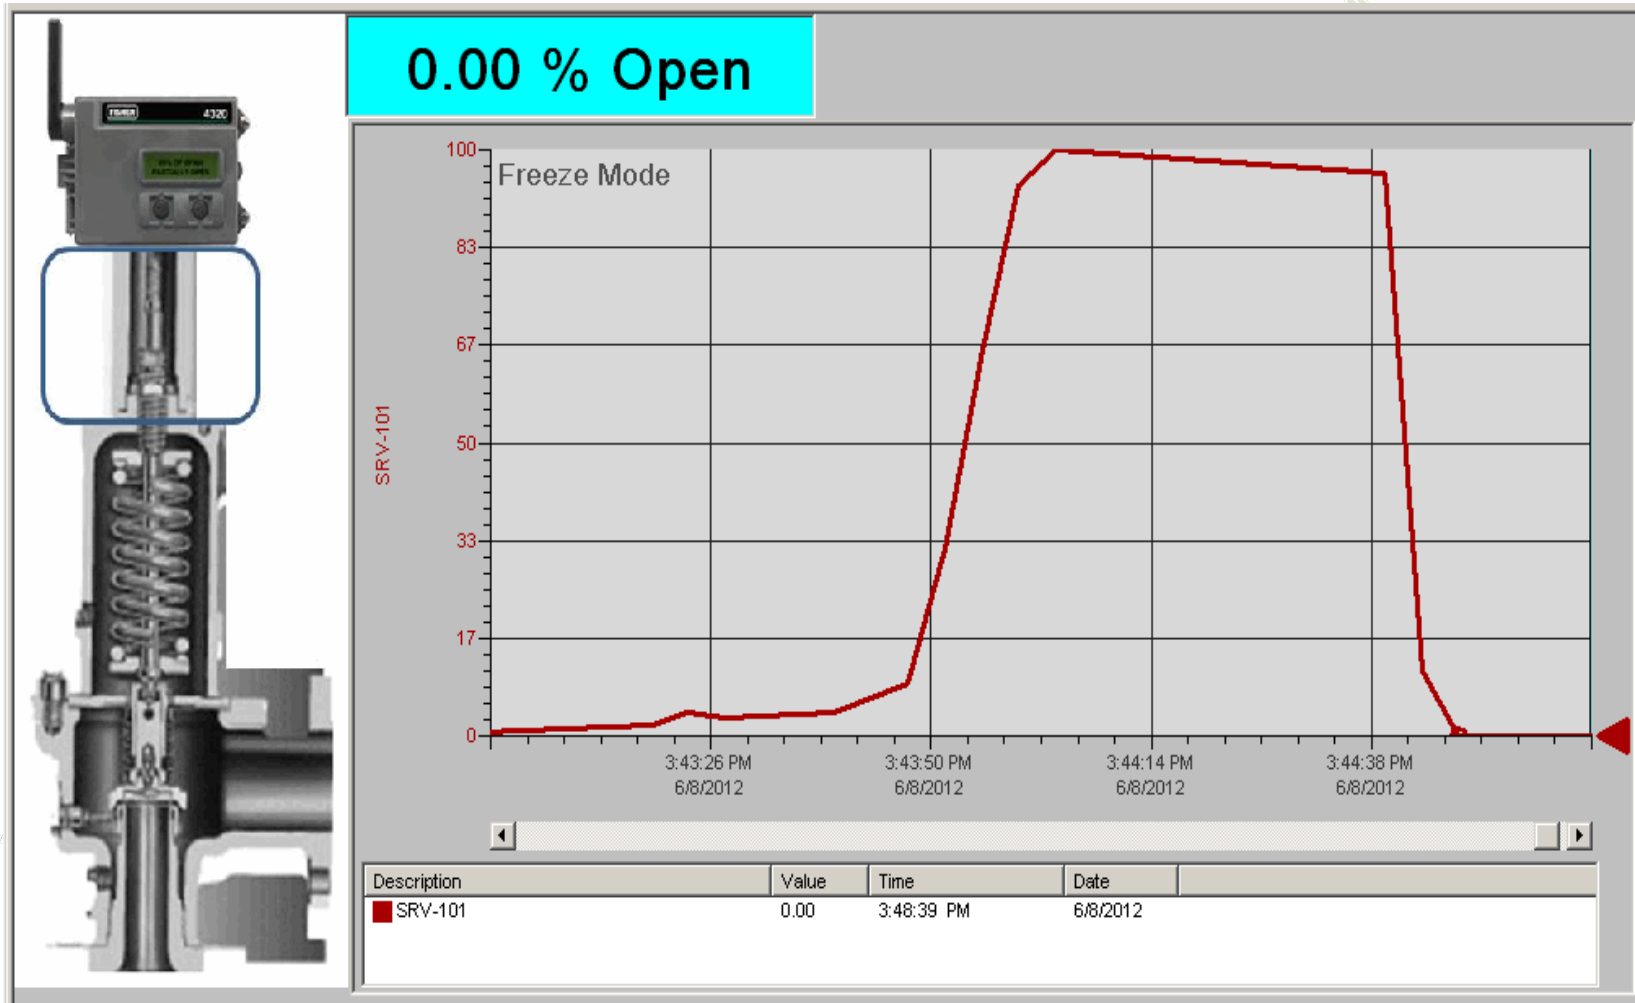 0.00 % Open
FISHER 4320
100
Freeze Mode
83
67
50
33
17
0
SRV-101
3:43:26 PM 3:43:50 PM 3:44:14 PM 3:44:38 PM
6/8/2012 6/8/2012 6/8/2012 6/8/2012
Description Value Time Date
SRV-101 0.00 3:48:39 PM 6/8/2012